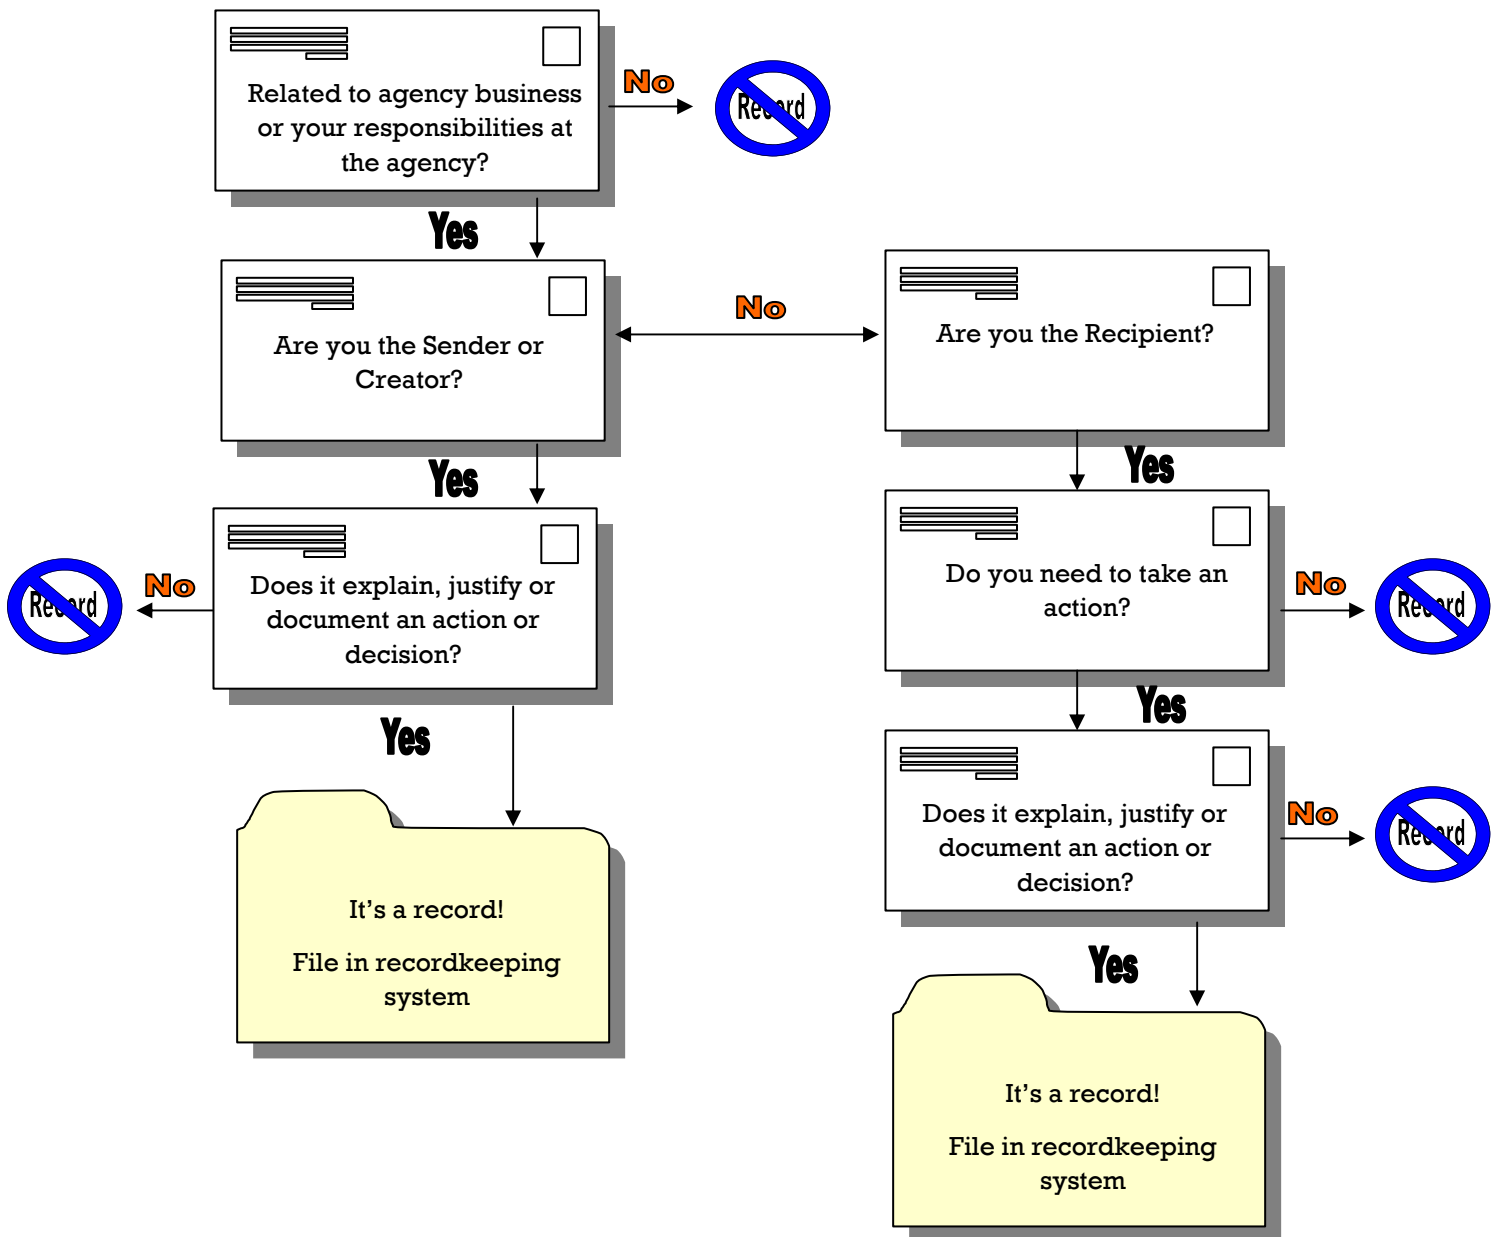 Related to agency business
or your responsibilities at
the agency?
No
Record
Yes
Are you the Sender or
Creator?
No
Are you the Recipient?
Yes
Does it explain, justify or
document an action or
decision?
No
Record
Yes
It's a record!
File in recordkeeping
system
Yes
Do you need to take an
action?
No
Record
Yes
Does it explain, justify or
document an action or
decision?
No
Record
Yes
It's a record!
File in recordkeeping
system